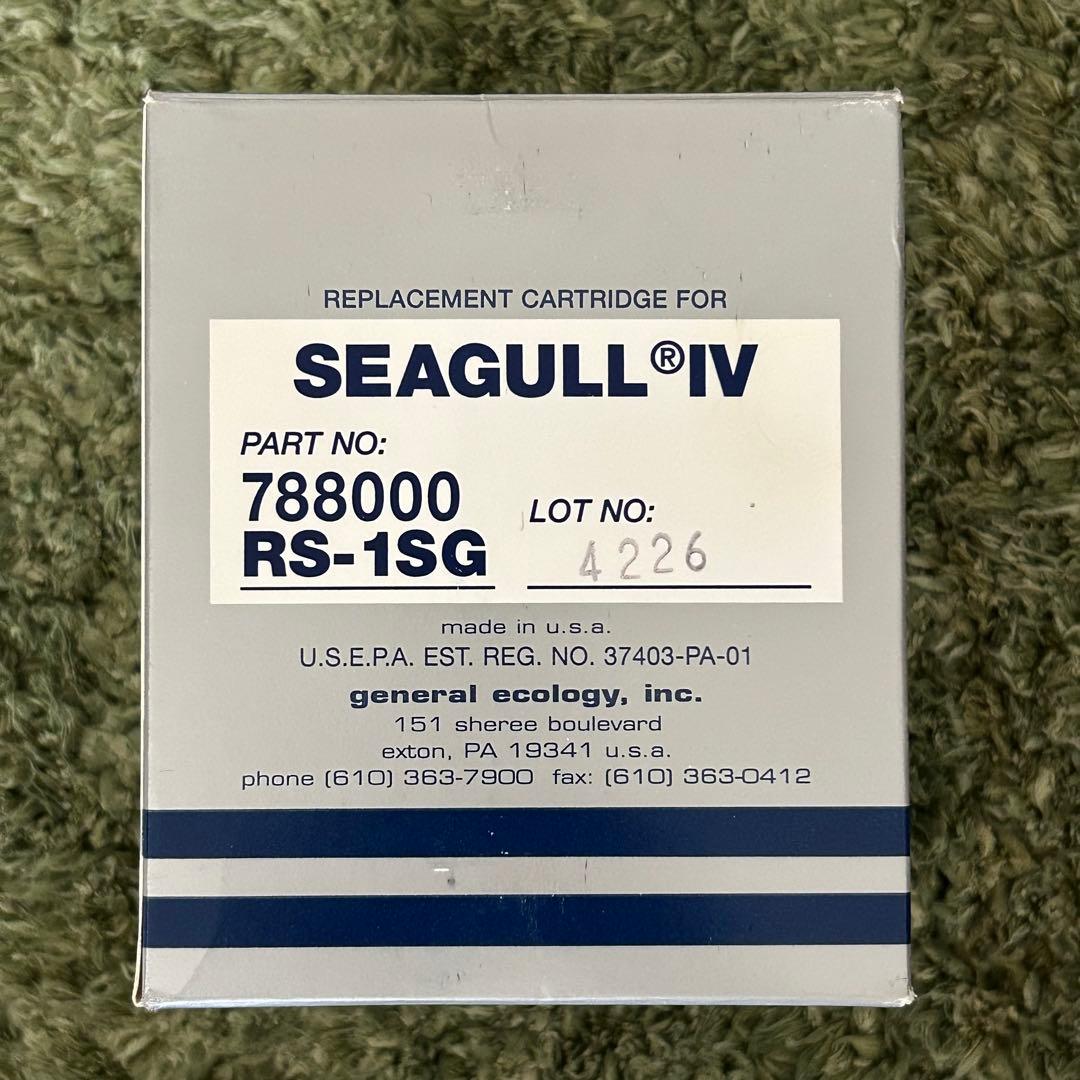 REPLACEMENT CARTRIDGE FOR
SEAGULL®IV
PART NO:
788000
RS-1SG
LOT NO:
4226
made in u.s.a.
U.S.E.P.A. EST. REG. NO. 37403-PA-01
general ecology, inc.
151 sheree boulevard
exton, PA 19341 u.s.a.
phone (610) 363-7900 fax: (610) 363-0412